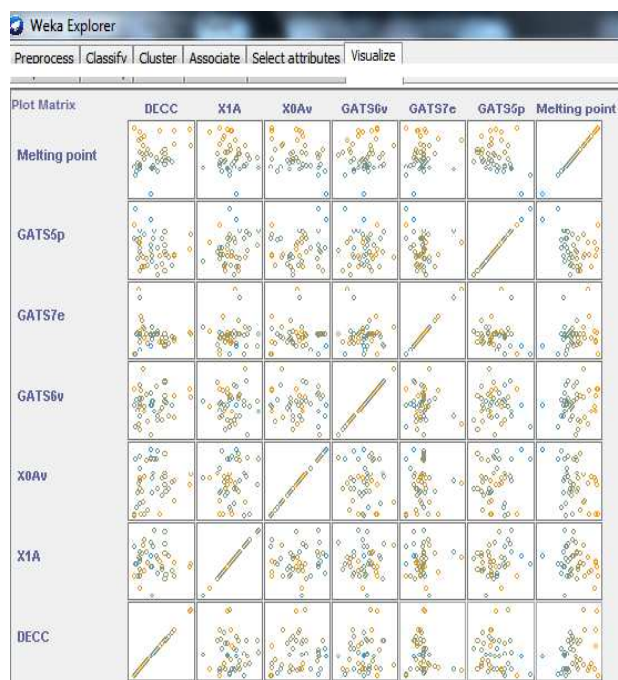 Weka Explorer
Preprocess Classify Cluster Associate Select attributes Visualize
Plot Matrix DECC X1A X0Av GATS6v GATS7e GATS5p Melting point
Melting point
GATS5p
GATS7e
GATS6v
X0Av
X1A
DECC